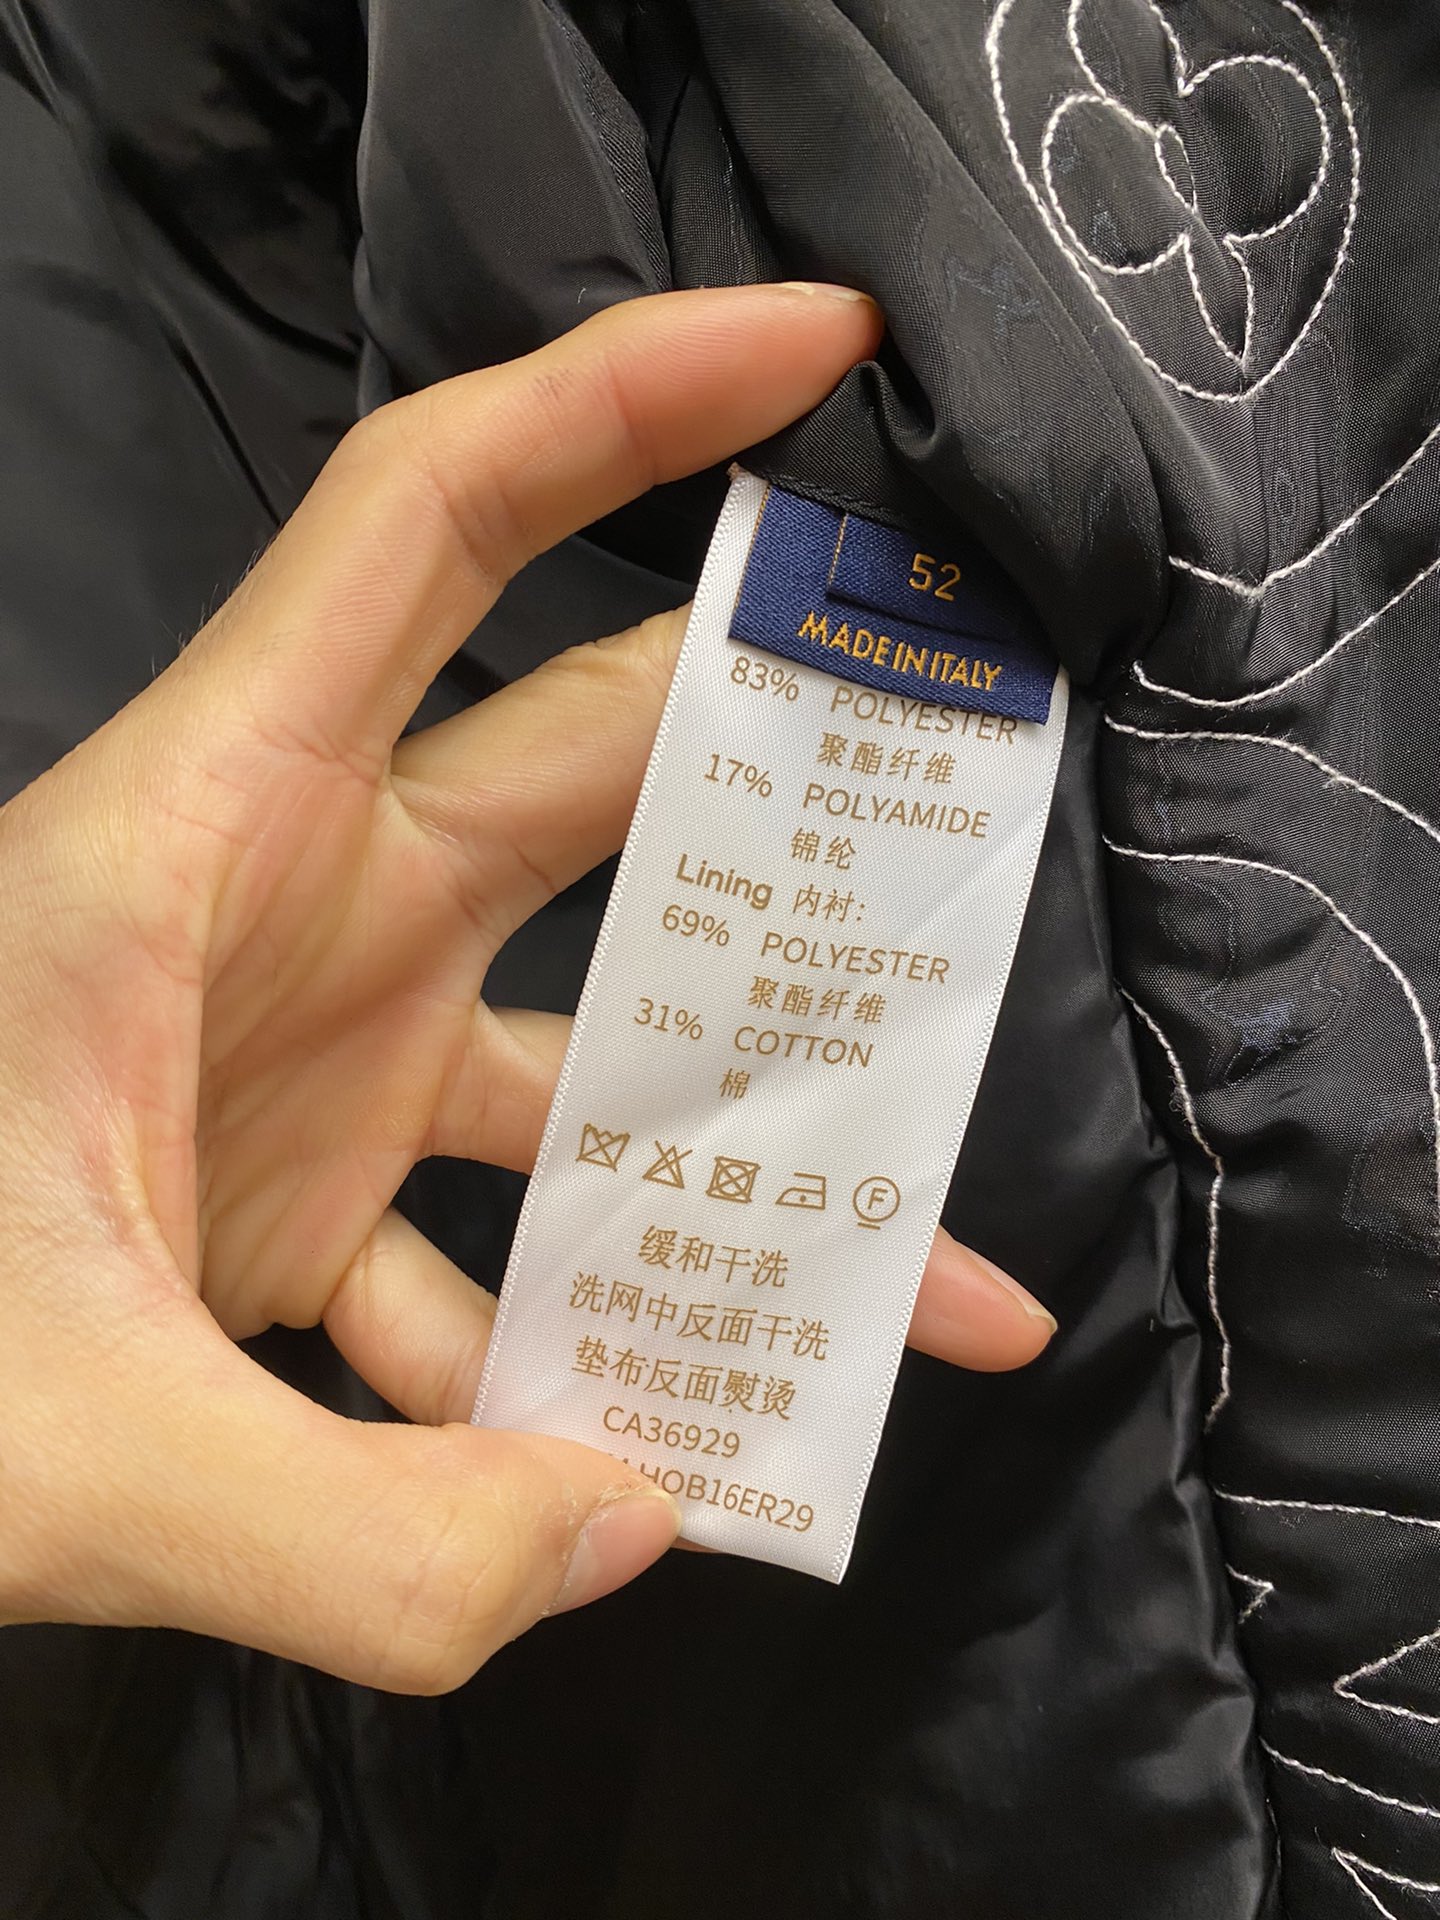 52
MADE IN ITALY
83% POLYESTER
聚酯纤维
17% POLYAMIDE
锦纶
Lining 内衬:
69% POLYESTER
聚酯纤维
31% COTTON
棉
F
缓和干洗
洗网中反面干洗
垫布反面熨烫
CA36929
HOB16ER29